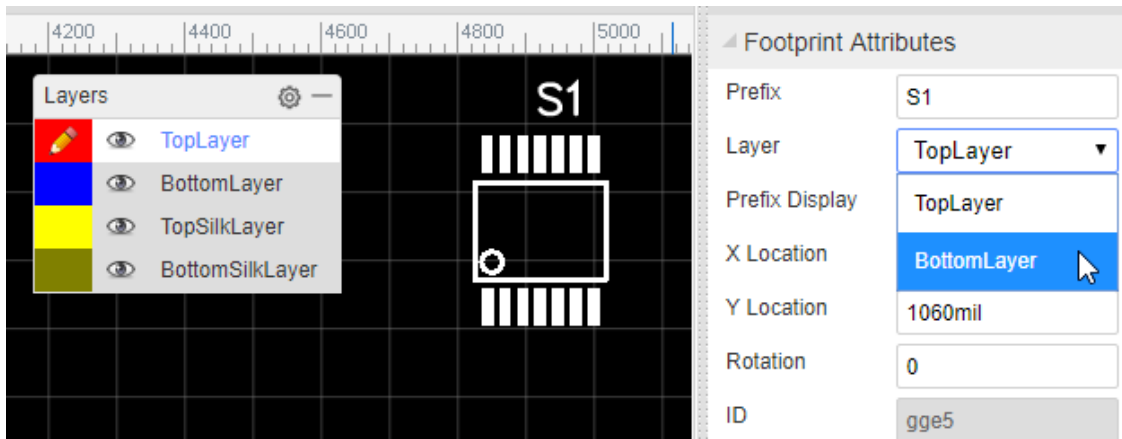 4200 4400 4600 4800 5000
Layers
TopLayer
BottomLayer
TopSilkLayer
BottomSilkLayer
S1
Footprint Attributes
Prefix S1
Layer TopLayer
TopLayer
BottomLayer
Prefix Display
X Location
Y Location 1060mil
Rotation 0
ID gge5